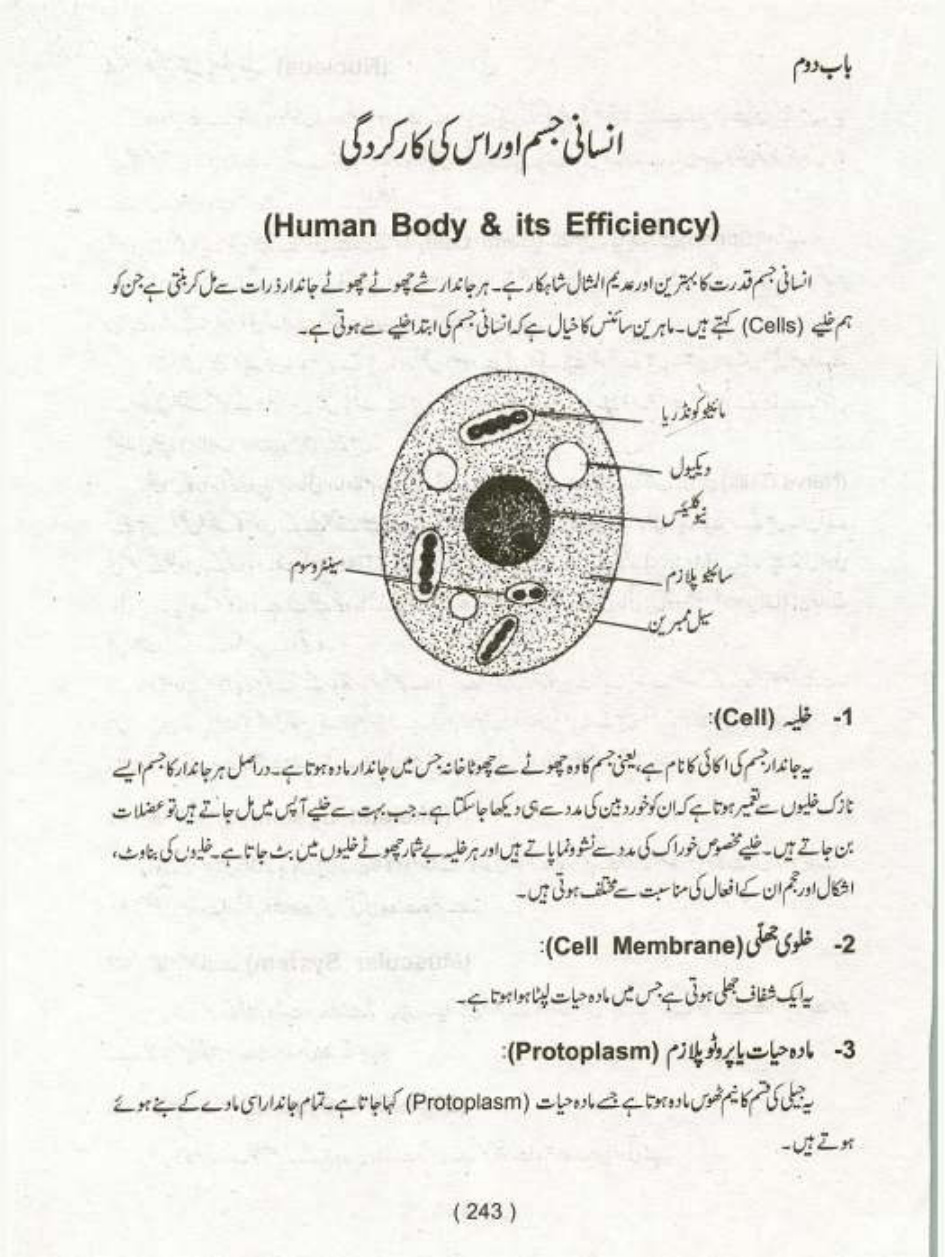 باب دوم
انسانی جسم اور اس کی کارکردگی
(Human Body & its Efficiency)
انسانی جسم قدرت کا بہترین اور عدیم المثال شاہکار ہے۔ ہر جاندار شے چھوٹے چھوٹے جاندار ذرات سے مل کر بنتی ہے جن کو
ہم خلیے (Cells) کہتے ہیں۔ ماہرین سائنس کا خیال ہے کہ انسانی جسم کی ابتدا خلیے سے ہوتی ہے۔
مائیٹوکونڈریا
ویکیول
نیوکلیئس
سائیٹوپلازم
سینٹروسوم
سیل ممبرین
1- خلیہ (Cell):
یہ جاندار جسم کی اکائی کا نام ہے، یعنی جسم کا وہ چھوٹے سے چھوٹا خانہ جس میں جاندار مادہ ہوتا ہے۔ دراصل ہر جاندار کا جسم ایسے
نازک خلیوں سے تعمیر ہوتا ہے کہ ان کو خوردبین کی مدد سے ہی دیکھا جا سکتا ہے۔ جب بہت سے خلیے آپس میں مل جاتے ہیں تو عضلات
بن جاتے ہیں۔ خلیے مخصوص خوراک کی مدد سے نشوونما پاتے ہیں اور ہر خلیہ بے شمار چھوٹے خلیوں میں بٹ جاتا ہے۔ خلیوں کی بناوٹ،
اشکال اور حجم ان کے افعال کی مناسبت سے مختلف ہوتی ہیں۔
2- خلوی جھلّی (Cell Membrane):
یہ ایک شفاف جھلی ہوتی ہے جس میں مادہ حیات لپٹا ہوا ہوتا ہے۔
3- مادہ حیات یا پروٹوپلازم (Protoplasm):
یہ جیلی کی قسم کا نیم ٹھوس مادہ ہوتا ہے جسے مادہ حیات (Protoplasm) کہا جاتا ہے۔ تمام جاندار اسی مادے کے بنے ہوئے
ہوتے ہیں۔
( 243 )